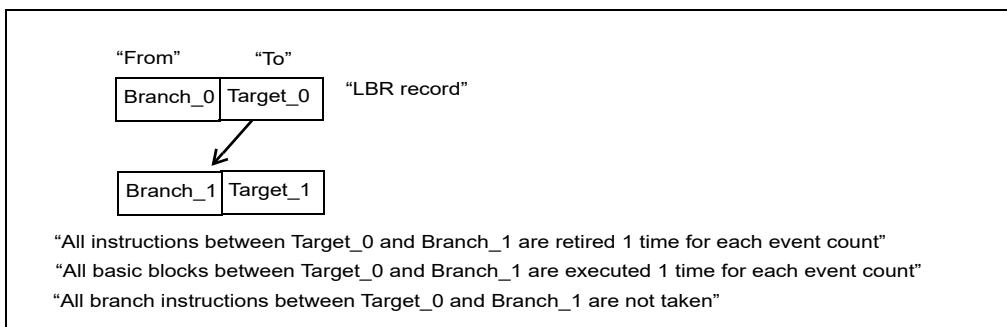 “From” “To”
Branch_0 Target_0 “LBR record”
Branch_1 Target_1
“All instructions between Target_0 and Branch_1 are retired 1 time for each event count”
“All basic blocks between Target_0 and Branch_1 are executed 1 time for each event count”
“All branch instructions between Target_0 and Branch_1 are not taken”